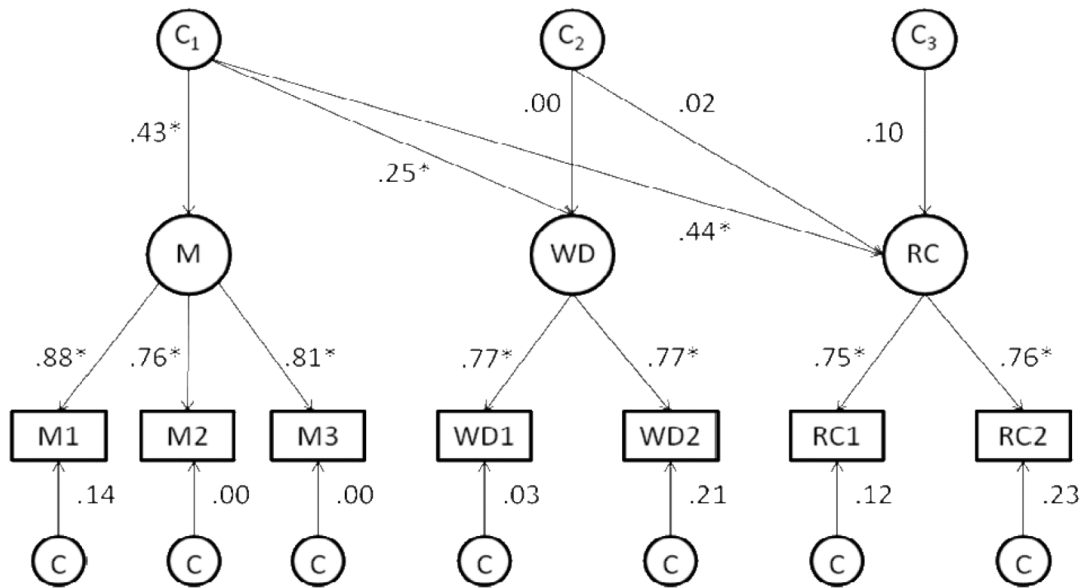 C1 C2 C3
.43* .25* .00 .02 .44* .10
M WD RC
.88* .76* .81* .77* .77* .75* .76*
M1 M2 M3 WD1 WD2 RC1 RC2
.14 .00 .00 .03 .21 .12 .23
C C C C C C C